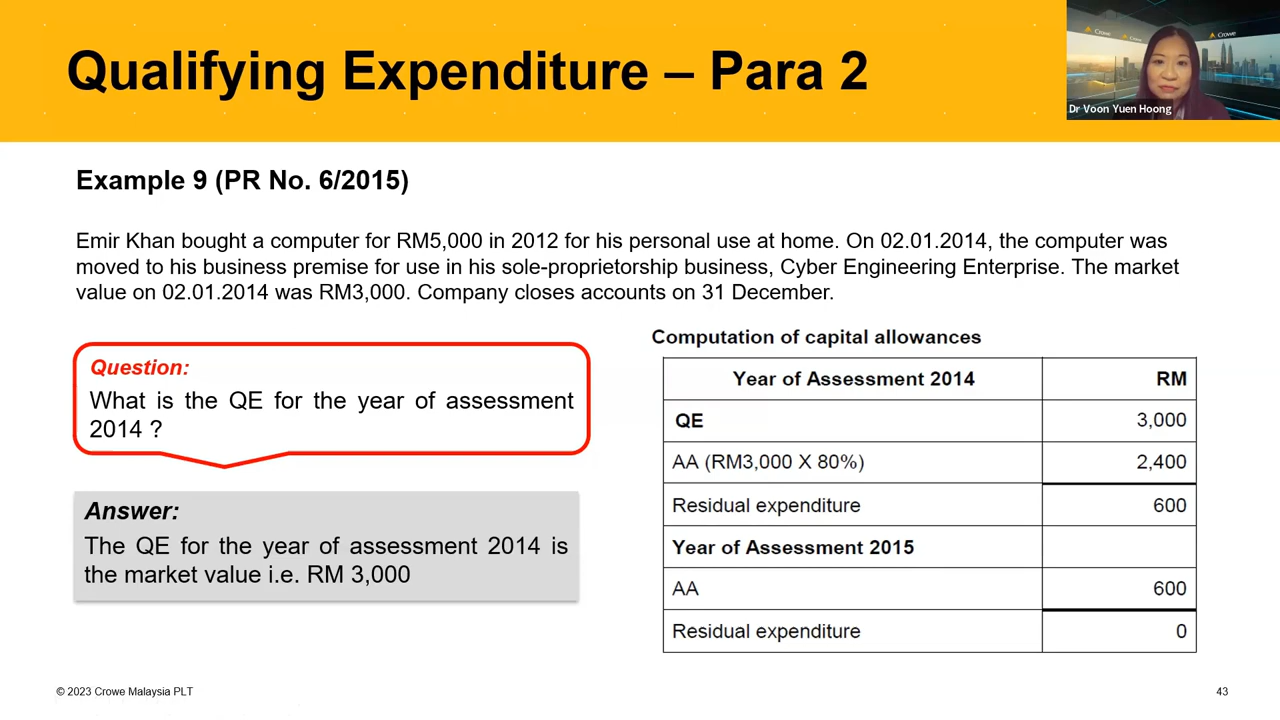 Qualifying Expenditure – Para 2
Crowe
Crowe
Crowe
Dr Voon Yuen Hoong
Example 9 (PR No. 6/2015)
Emir Khan bought a computer for RM5,000 in 2012 for his personal use at home. On 02.01.2014, the computer was
moved to his business premise for use in his sole-proprietorship business, Cyber Engineering Enterprise. The market
value on 02.01.2014 was RM3,000. Company closes accounts on 31 December.
Question:
What is the QE for the year of assessment
2014 ?
Answer:
The QE for the year of assessment 2014 is
the market value i.e. RM 3,000
Computation of capital allowances
Year of Assessment 2014 RM
QE 3,000
AA (RM3,000 X 80%) 2,400
Residual expenditure 600
Year of Assessment 2015
AA 600
Residual expenditure 0
© 2023 Crowe Malaysia PLT
43